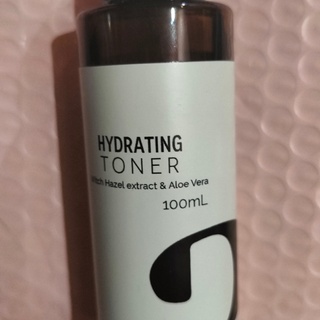 HYDRATING
TONER
Witch Hazel extract & Aloe Vera
100mL